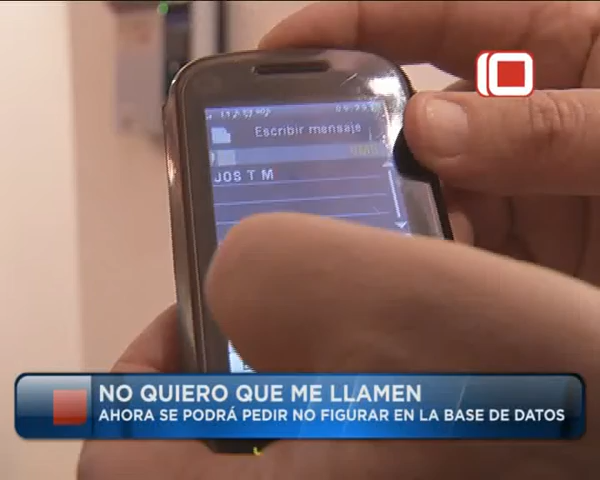 Escribir mensaje
JOS T M
NO QUIERO QUE ME LLAMEN
AHORA SE PODRÁ PEDIR NO FIGURAR EN LA BASE DE DATOS